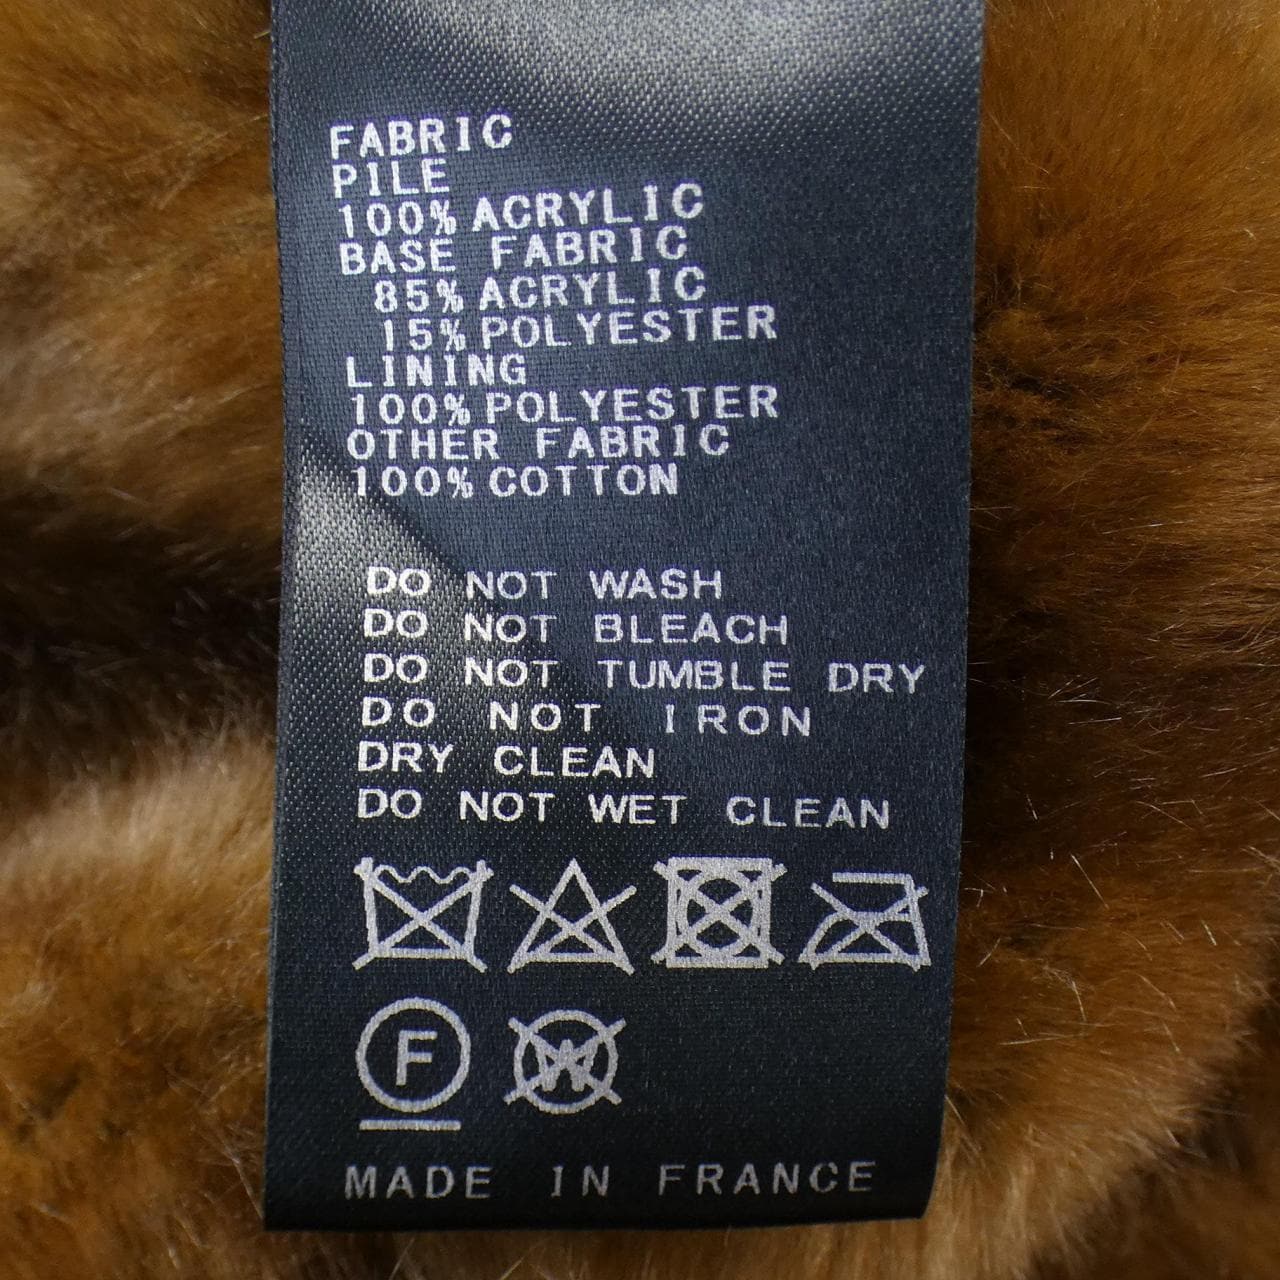 FABRIC
PILE
100% ACRYLIC
BASE FABRIC
85% ACRYLIC
15% POLYESTER
LINING
100% POLYESTER
OTHER FABRIC
100% COTTON
DO NOT WASH
DO NOT BLEACH
DO NOT TUMBLE DRY
DO NOT IRON
DRY CLEAN
DO NOT WET CLEAN
F W
MADE IN FRANCE